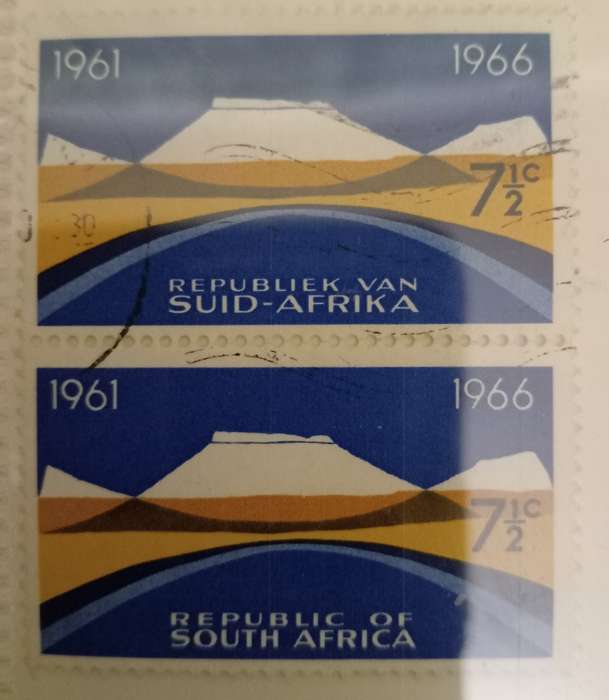 1961 1966
7½c
REPUBLIEK VAN
SUID-AFRIKA
30
1961 1966
7½c
REPUBLIC OF
SOUTH AFRICA